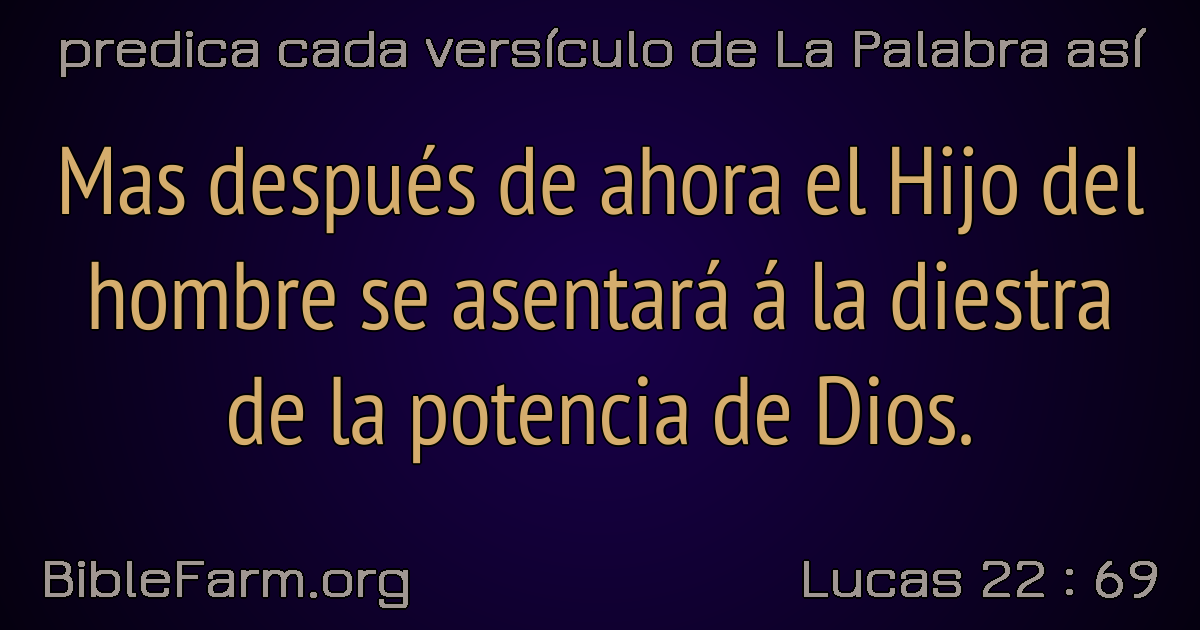 predica cada versículo de La Palabra así
Mas después de ahora el Hijo del
hombre se asentará á la diestra
de la potencia de Dios.
BibleFarm.org
Lucas 22 : 69